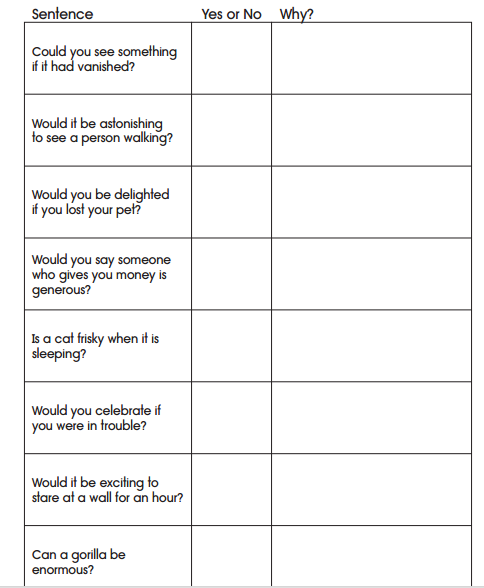 Sentence Yes or No Why?
Could you see something
if it had vanished?
Would it be astonishing
to see a person walking?
Would you be delighted
if you lost your pet?
Would you say someone
who gives you money is
generous?
Is a cat frisky when it is
sleeping?
Would you celebrate if
you were in trouble?
Would it be exciting to
stare at a wall for an hour?
Can a gorilla be
enormous?